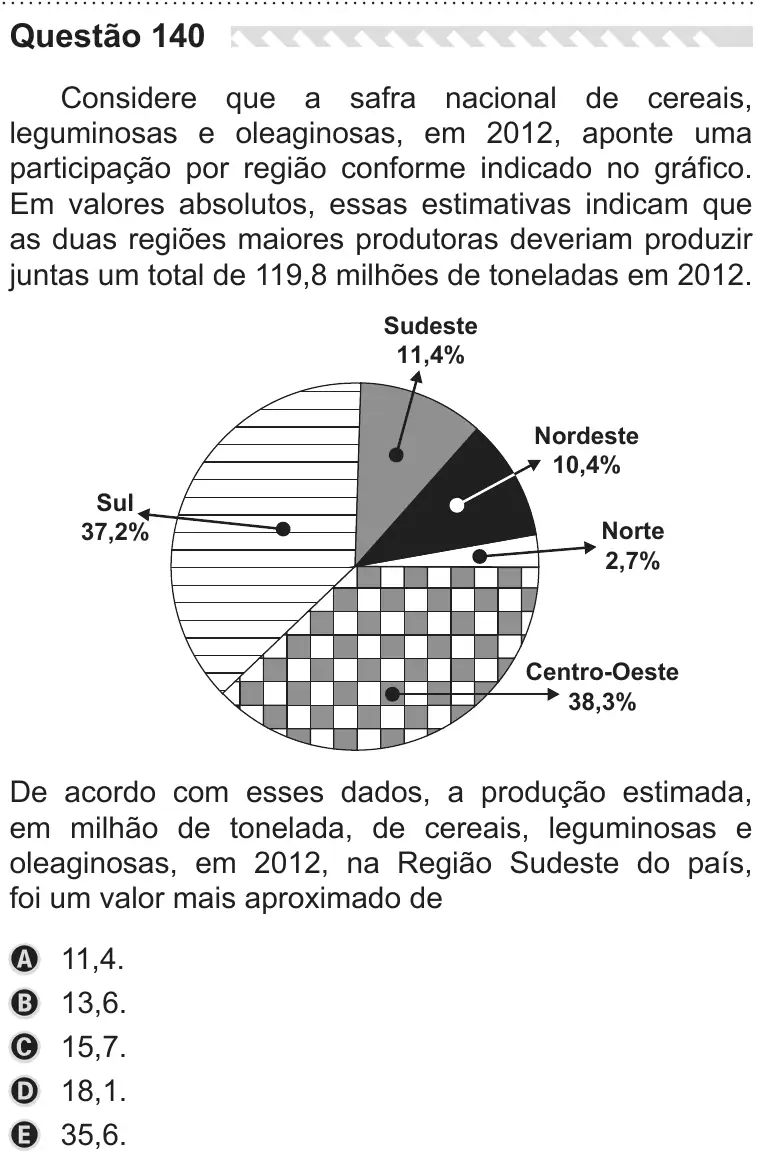 Questão 140
Considere que a safra nacional de cereais,
leguminosas e oleaginosas, em 2012, aponte uma
participação por região conforme indicado no gráfico.
Em valores absolutos, essas estimativas indicam que
as duas regiões maiores produtoras deveriam produzir
juntas um total de 119,8 milhões de toneladas em 2012.
Sudeste
11,4%
Nordeste
10,4%
Sul
37,2%
Norte
2,7%
Centro-Oeste
38,3%
De acordo com esses dados, a produção estimada,
em milhão de tonelada, de cereais, leguminosas e
oleaginosas, em 2012, na Região Sudeste do país,
foi um valor mais aproximado de
A 11,4.
B 13,6.
C 15,7.
D 18,1.
E 35,6.